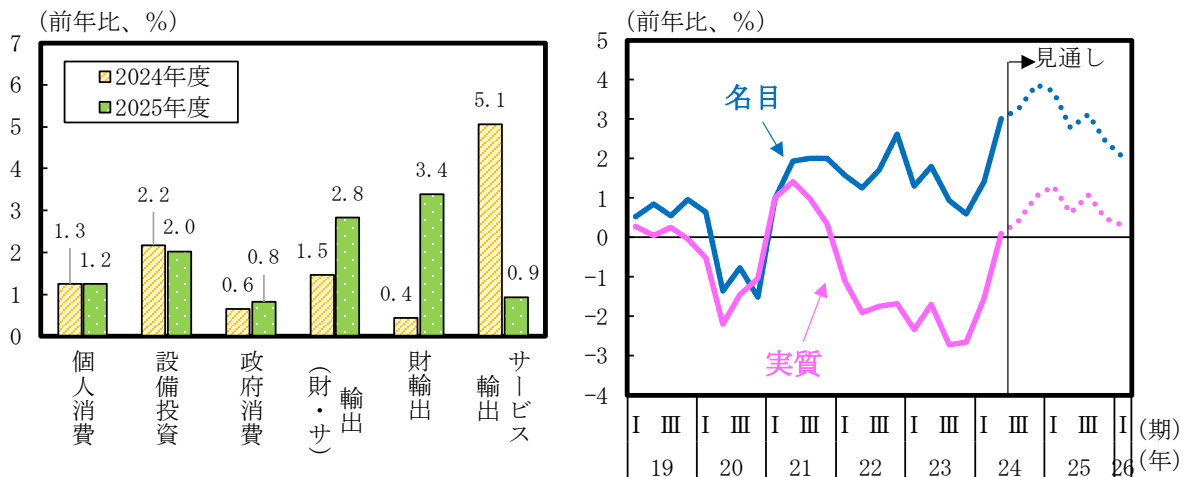 (前年比、%)
7
6
5
4
3
2
1
0
2024年度
2025年度
1.3
1.2
2.2
2.0
0.6
0.8
1.5
2.8
0.4
3.4
5.1
0.9
個人消費
設備投資
政府消費
輸出
(財・サ)
財輸出
サービス
輸出
(前年比、%)
5
4
3
2
1
0
-1
-2
-3
-4
見通し
名目
実質
Ⅰ Ⅲ Ⅰ Ⅲ Ⅰ Ⅲ Ⅰ Ⅲ Ⅰ Ⅲ Ⅰ Ⅲ Ⅰ Ⅲ Ⅰ (期)
19 20 21 22 23 24 25 26 (年)